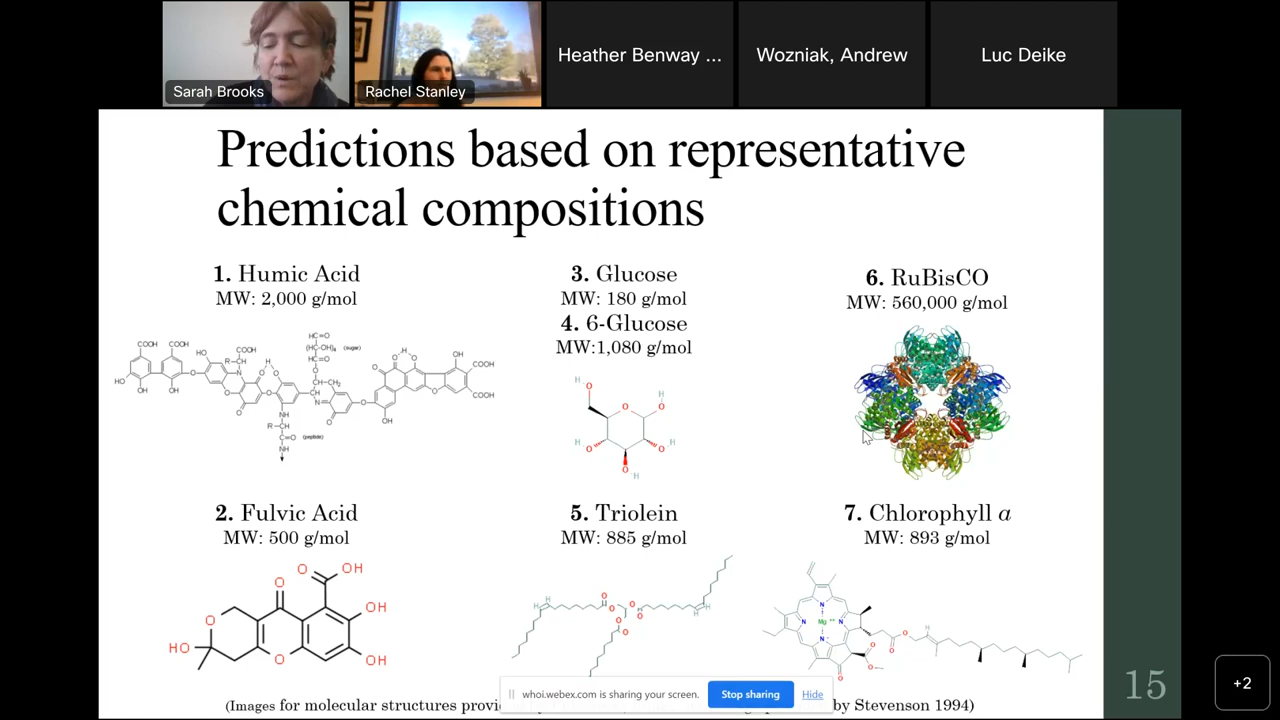 Sarah Brooks
Rachel Stanley
Heather Benway ...
Wozniak, Andrew
Luc Deike
Predictions based on representative
chemical compositions
1. Humic Acid
MW: 2,000 g/mol
3. Glucose
MW: 180 g/mol
4. 6-Glucose
MW:1,080 g/mol
6. RuBisCO
MW: 560,000 g/mol
2. Fulvic Acid
MW: 500 g/mol
5. Triolein
MW: 885 g/mol
7. Chlorophyll a
MW: 893 g/mol
whoi.webex.com is sharing your screen.
Stop sharing
Hide
(Images for molecular structures
by Stevenson 1994)
15
+2